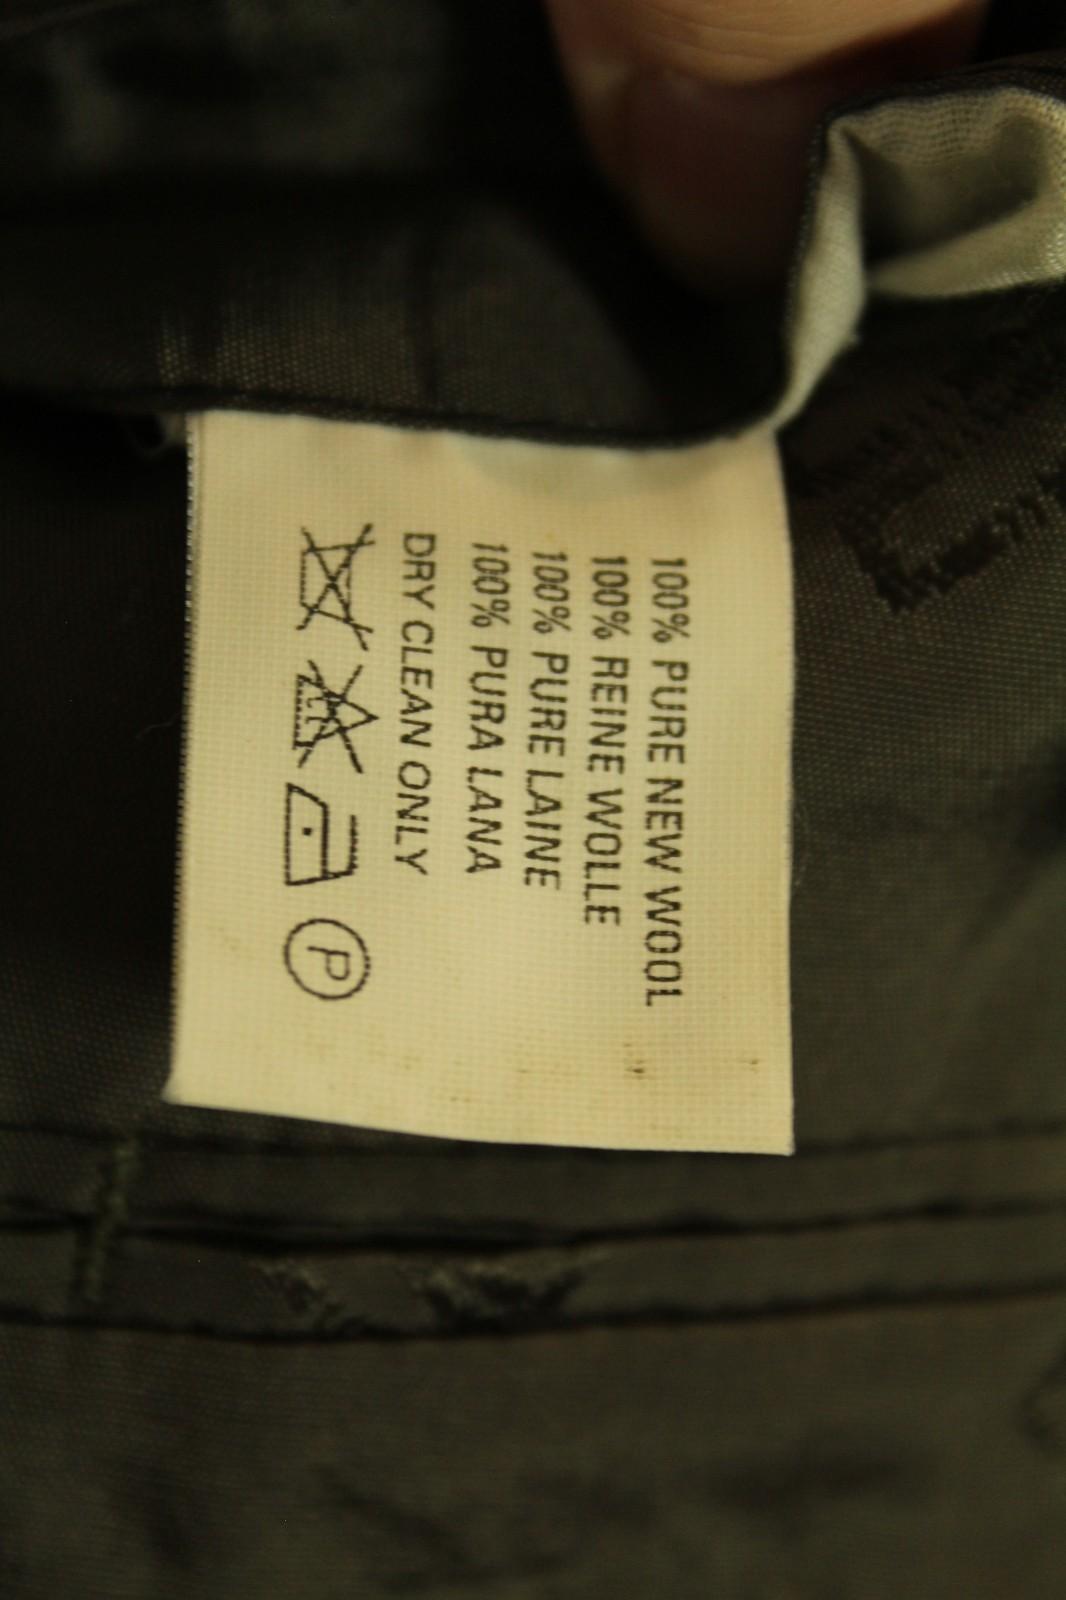 100% PURE NEW WOOL
100% REINE WOLLE
100% PURE LAINE
100% PURA LANA
DRY CLEAN ONLY
P